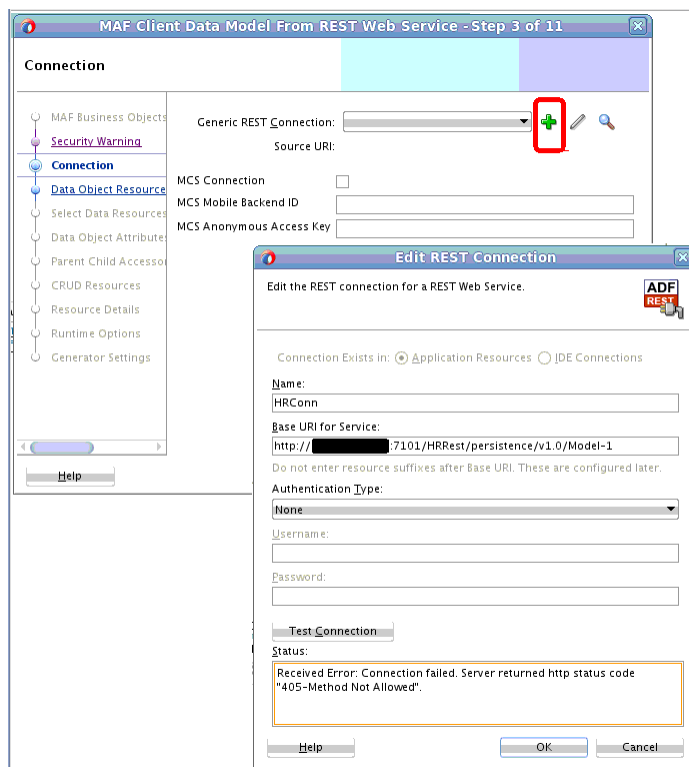 MAF Client Data Model From REST Web Service - Step 3 of 11
Connection
MAF Business Objects
Security Warning
Connection
Data Object Resource
Select Data Resources
Data Object Attributes
Parent Child Accessor
CRUD Resources
Resource Details
Runtime Options
Generator Settings
Help
Generic REST Connection:
Source URI:
MCS Connection
MCS Mobile Backend ID
MCS Anonymous Access Key
Edit REST Connection
Edit the REST connection for a REST Web Service.
ADF
REST
Connection Exists in: Application Resources IDE Connections
Name:
HRConn
Base URI for Service:
http:// :7101/HRRest/persistence/v1.0/Model-1
Do not enter resource suffixes after Base URI. These are configured later.
Authentication Type:
None
Username:
Password:
Test Connection
Status:
Received Error: Connection failed. Server returned http status code
"405-Method Not Allowed".
Help OK Cancel